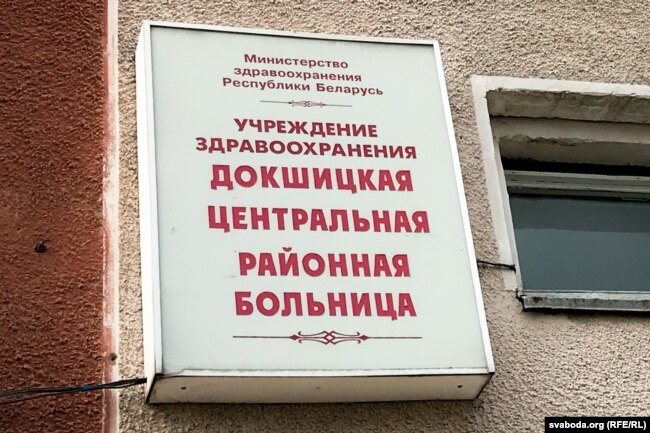 Министерство
здравоохранения
Республики Беларусь
УЧРЕЖДЕНИЕ
ЗДРАВООХРАНЕНИЯ
ДОКШИЦКАЯ
ЦЕНТРАЛЬНАЯ
РАЙОННАЯ
БОЛЬНИЦА
svaboda.org (RFE/RL)